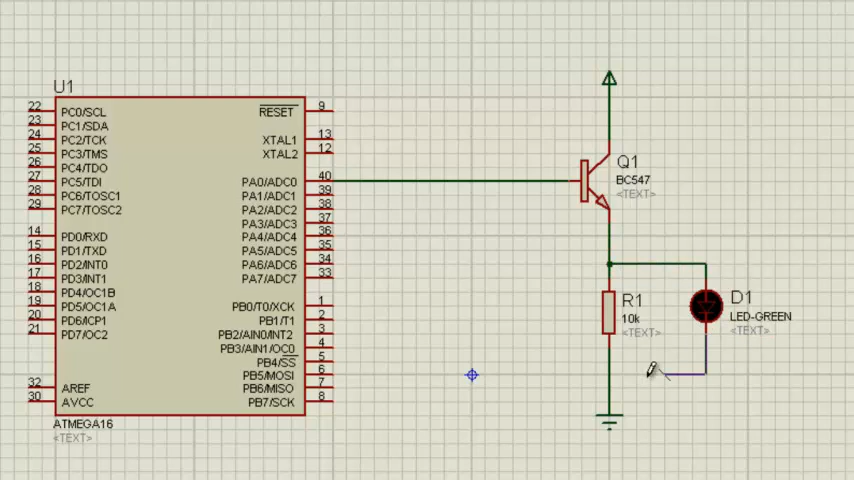 U1
22 PC0/SCL RESET 9
23 PC1/SDA
24 PC2/TCK XTAL1 13
25 PC3/TMS XTAL2 12
26 PC4/TDO
27 PC5/TDI PA0/ADC0 40
28 PC6/TOSC1 PA1/ADC1 39
29 PC7/TOSC2 PA2/ADC2 38
PA3/ADC3 37
14 PD0/RXD PA4/ADC4 36
15 PD1/TXD PA5/ADC5 35
16 PD2/INT0 PA6/ADC6 34
17 PD3/INT1 PA7/ADC7 33
18 PD4/OC1B
19 PD5/OC1A PB0/T0/XCK 1
20 PD6/ICP1 PB1/T1 2
21 PD7/OC2 PB2/AIN0/INT2 3
PB3/AIN1/OC0 4
PB4/SS 5
PB5/MOSI 6
32 AREF PB6/MISO 7
30 AVCC PB7/SCK 8
ATMEGA16
<TEXT>
Q1
BC547
<TEXT>
R1
10k
<TEXT>
D1
LED-GREEN
<TEXT>